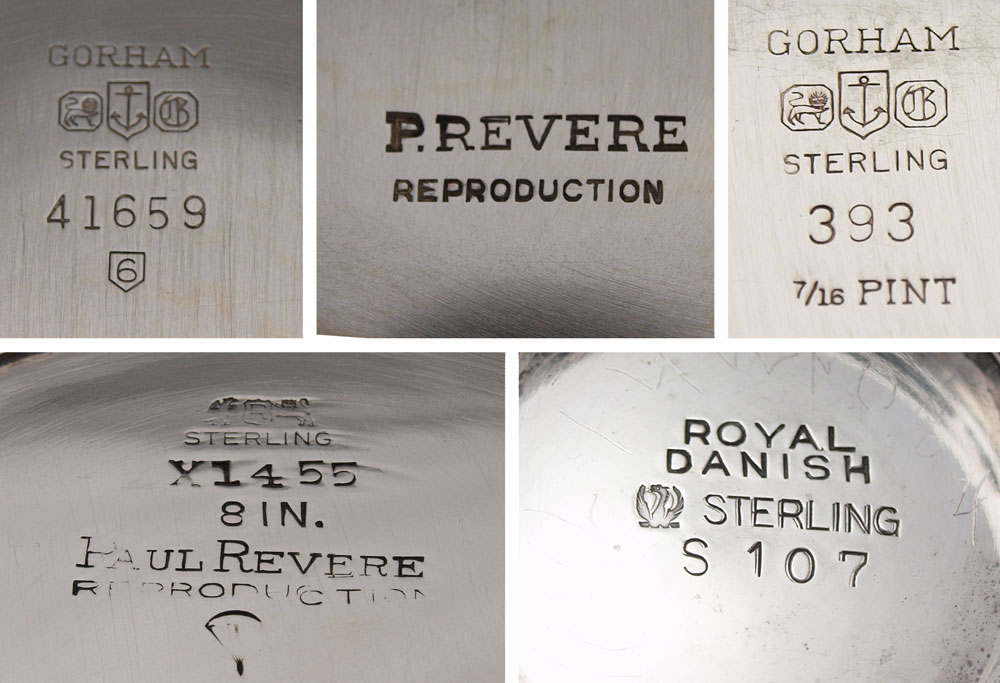 GORHAM
STERLING
41659
6
P. REVERE
REPRODUCTION
GORHAM
STERLING
393
7/16 PINT
STERLING
X1455
8 IN.
PAUL REVERE
REPRODUCTION
ROYAL
DANISH
STERLING
S 107